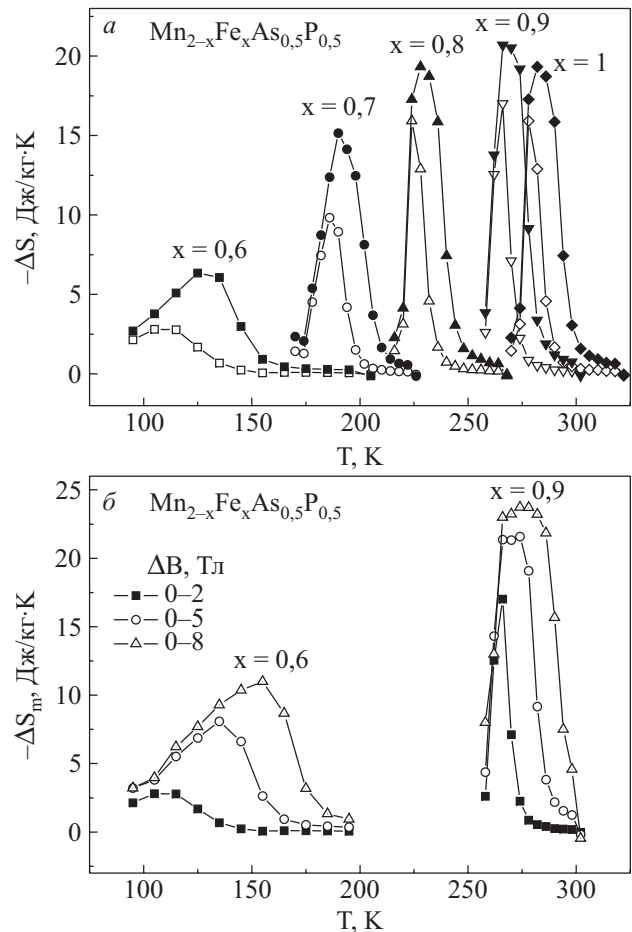 а Mn2–xFexAs0,5P0,5
x = 0,9
x = 0,8
x = 1
x = 0,7
x = 0,6
–ΔS, Дж/кг·К
20
15
10
5
0
100 150 200 250 300
T, K
б Mn2–xFexAs0,5P0,5
x = 0,9
ΔB, Тл
0–2
0–5
0–8
x = 0,6
–ΔSm, Дж/кг·К
25
20
15
10
5
0
100 150 200 250 300
T, K